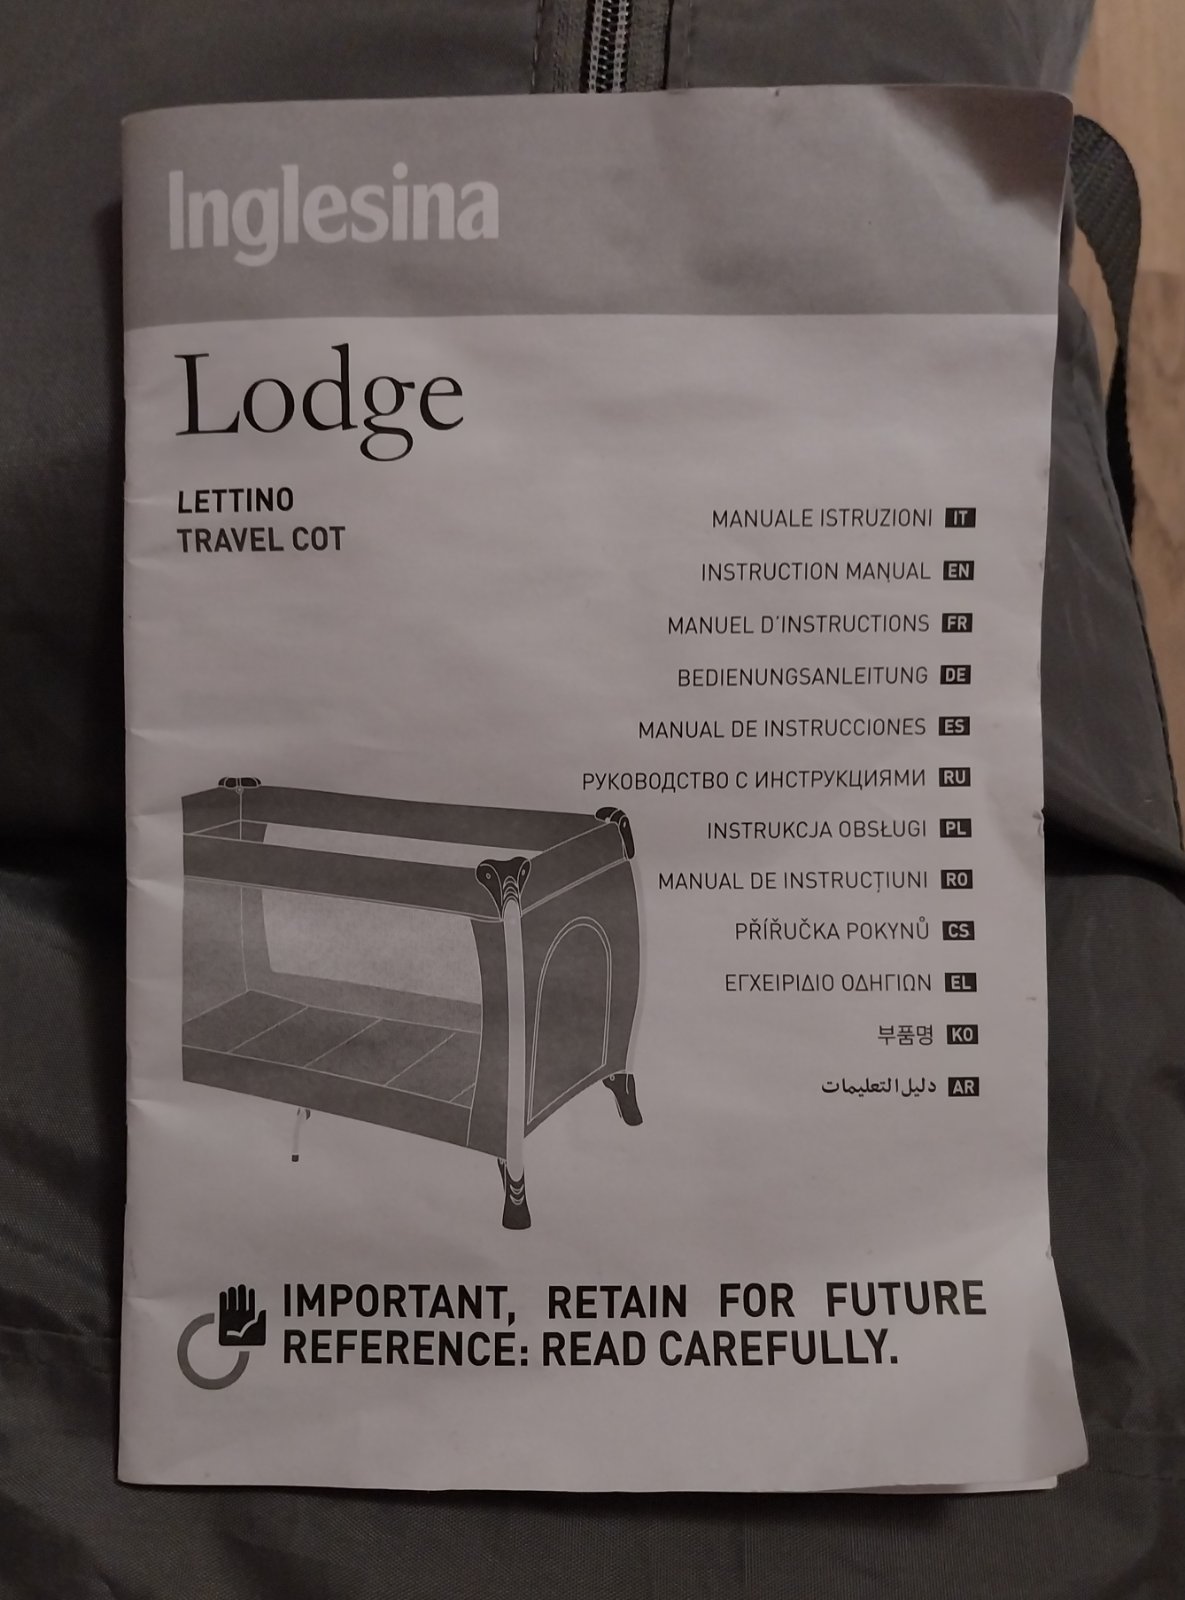 Inglesina
Lodge
LETTINO
TRAVEL COT
MANUALE ISTRUZIONI IT
INSTRUCTION MANUAL EN
MANUEL D'INSTRUCTIONS FR
BEDIENUNGSANLEITUNG DE
MANUAL DE INSTRUCCIONES ES
РУКОВОДСТВО С ИНСТРУКЦИЯМИ RU
INSTRUKCJA OBSŁUGI PL
MANUAL DE INSTRUCȚIUNI RO
PŘÍŘUČKA POKYNŮ CS
ΕΓΧΕΙΡΙΔΙΟ ΟΔΗΓΙΩΝ EL
부품명 KO
دليل التعليمات AR
IMPORTANT, RETAIN FOR FUTURE
REFERENCE: READ CAREFULLY.